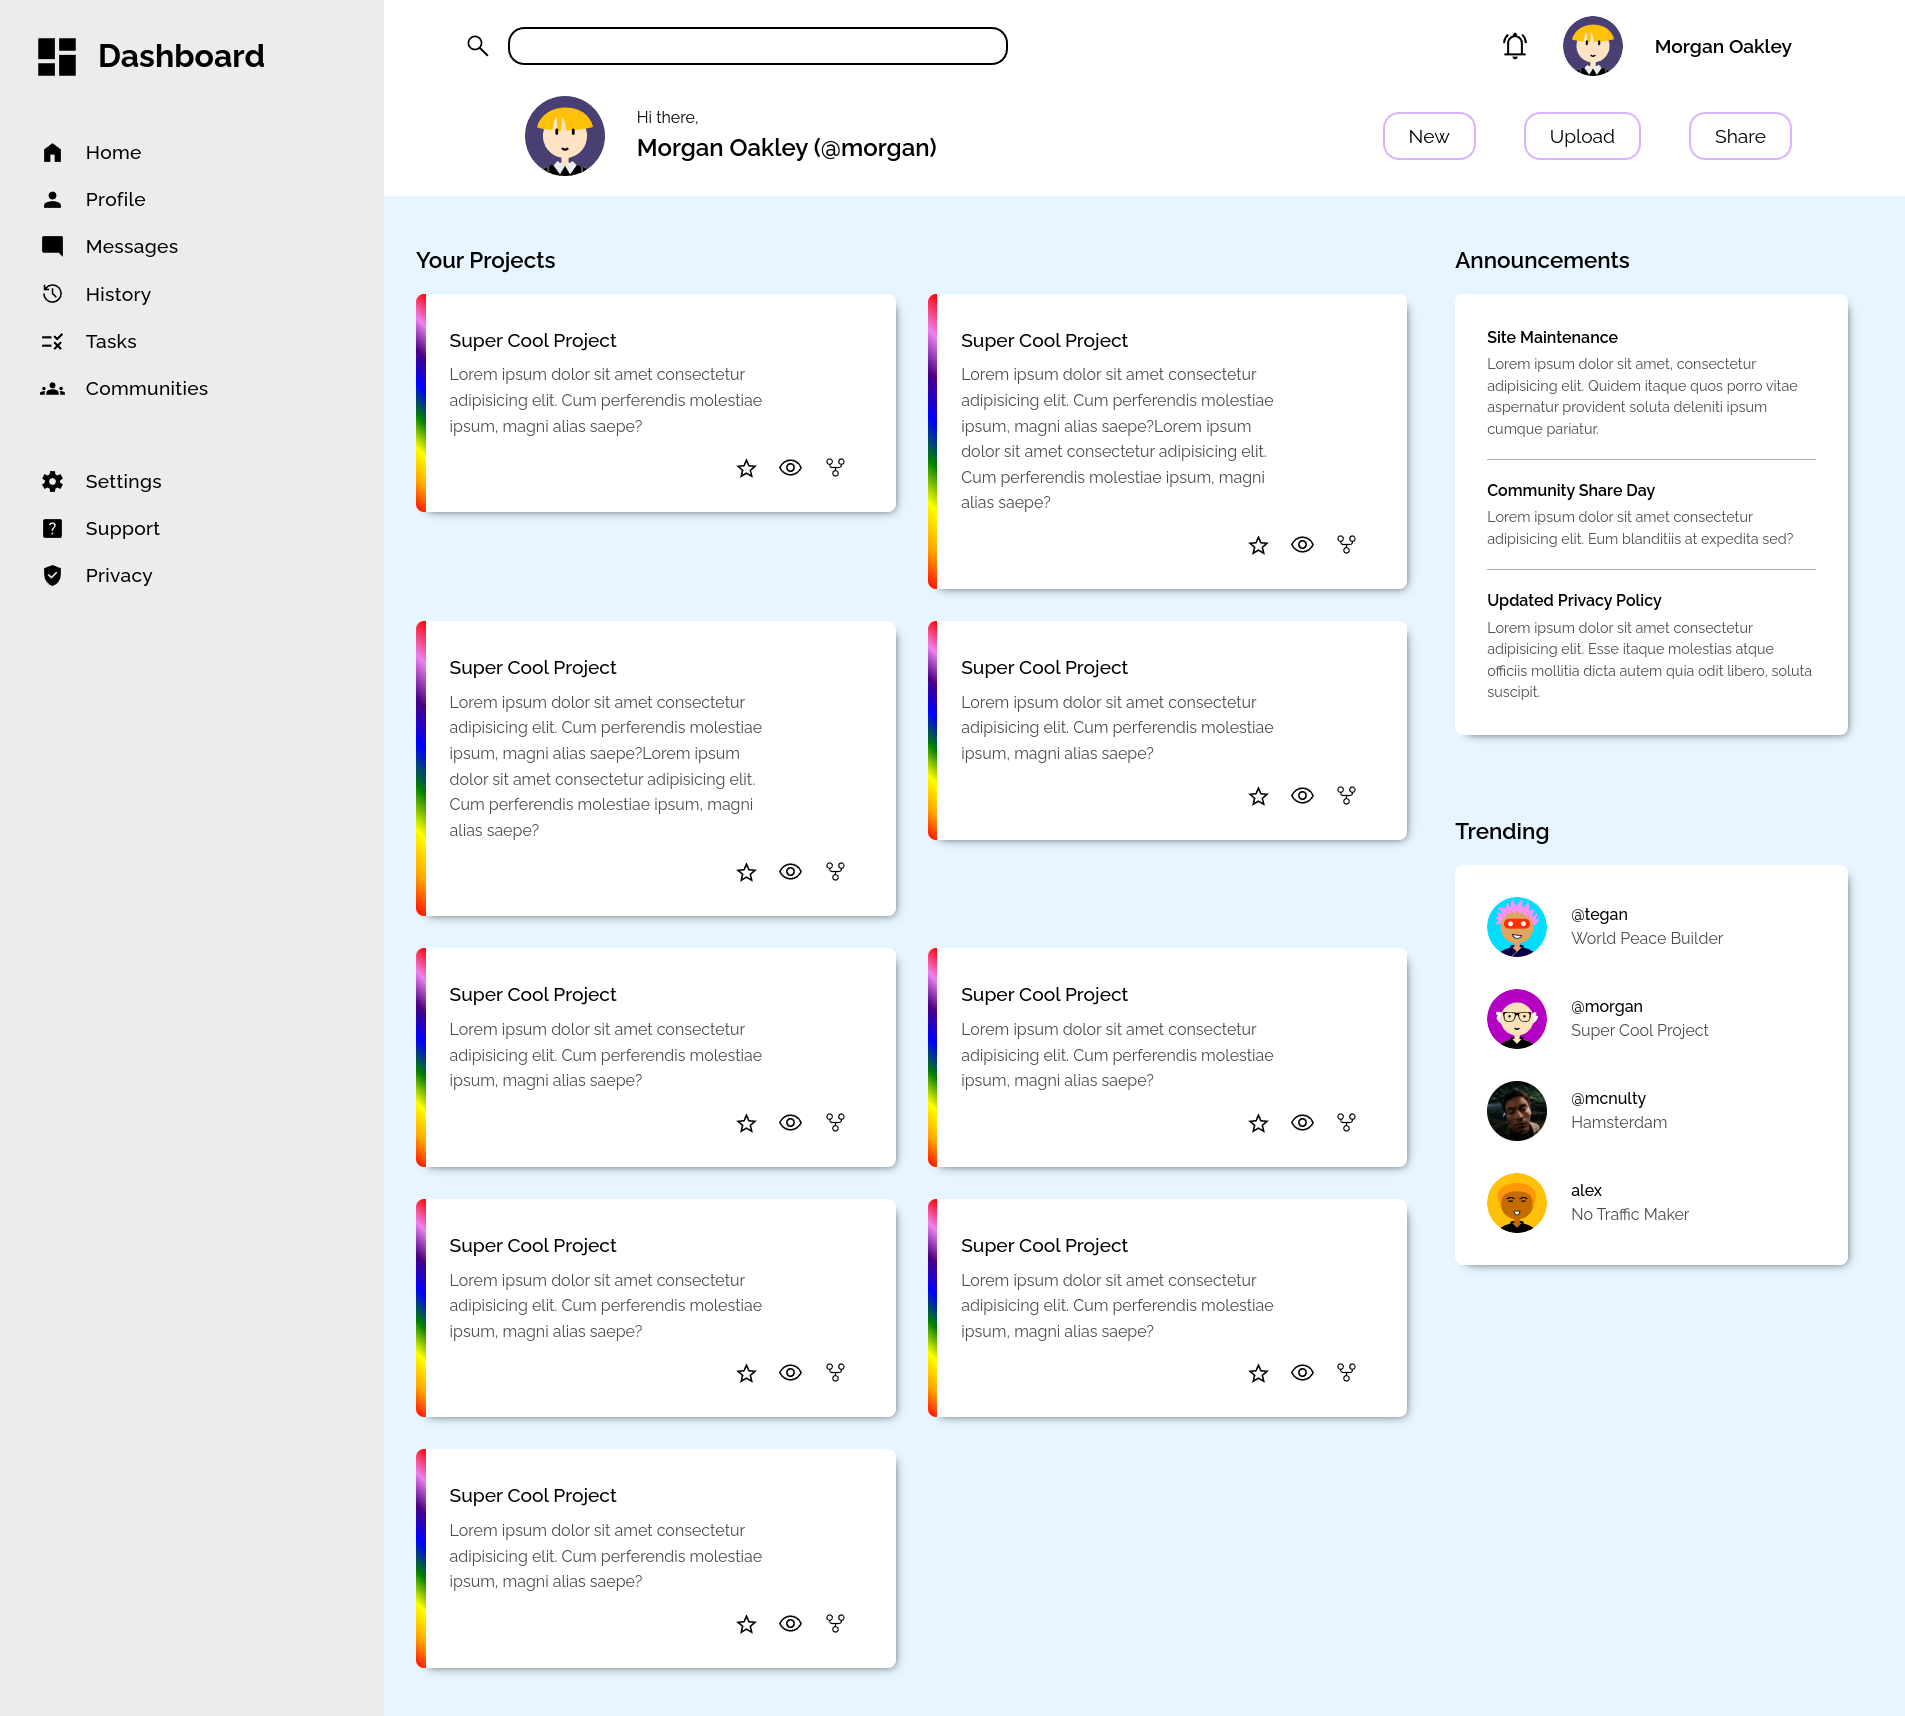 Dashboard
Home
Profile
Messages
History
Tasks
Communities
Settings
Support
Privacy
Morgan Oakley
Hi there,
Morgan Oakley (@morgan)
New
Upload
Share
Your Projects
Super Cool Project
Lorem ipsum dolor sit amet consectetur
adipisicing elit. Cum perferendis molestiae
ipsum, magni alias saepe?
Super Cool Project
Lorem ipsum dolor sit amet consectetur
adipisicing elit. Cum perferendis molestiae
ipsum, magni alias saepe?Lorem ipsum
dolor sit amet consectetur adipisicing elit.
Cum perferendis molestiae ipsum, magni
alias saepe?
Super Cool Project
Lorem ipsum dolor sit amet consectetur
adipisicing elit. Cum perferendis molestiae
ipsum, magni alias saepe?Lorem ipsum
dolor sit amet consectetur adipisicing elit.
Cum perferendis molestiae ipsum, magni
alias saepe?
Super Cool Project
Lorem ipsum dolor sit amet consectetur
adipisicing elit. Cum perferendis molestiae
ipsum, magni alias saepe?
Super Cool Project
Lorem ipsum dolor sit amet consectetur
adipisicing elit. Cum perferendis molestiae
ipsum, magni alias saepe?
Super Cool Project
Lorem ipsum dolor sit amet consectetur
adipisicing elit. Cum perferendis molestiae
ipsum, magni alias saepe?
Super Cool Project
Lorem ipsum dolor sit amet consectetur
adipisicing elit. Cum perferendis molestiae
ipsum, magni alias saepe?
Super Cool Project
Lorem ipsum dolor sit amet consectetur
adipisicing elit. Cum perferendis molestiae
ipsum, magni alias saepe?
Super Cool Project
Lorem ipsum dolor sit amet consectetur
adipisicing elit. Cum perferendis molestiae
ipsum, magni alias saepe?
Announcements
Site Maintenance
Lorem ipsum dolor sit amet, consectetur
adipisicing elit. Quidem itaque quos porro vitae
aspernatur provident soluta deleniti ipsum
cumque pariatur.
Community Share Day
Lorem ipsum dolor sit amet consectetur
adipisicing elit. Eum blanditiis at expedita sed?
Updated Privacy Policy
Lorem ipsum dolor sit amet consectetur
adipisicing elit. Esse itaque molestias atque
officiis mollitia dicta autem quia odit libero, soluta
suscipit.
Trending
@tegan
World Peace Builder
@morgan
Super Cool Project
@mcnulty
Hamsterdam
alex
No Traffic Maker